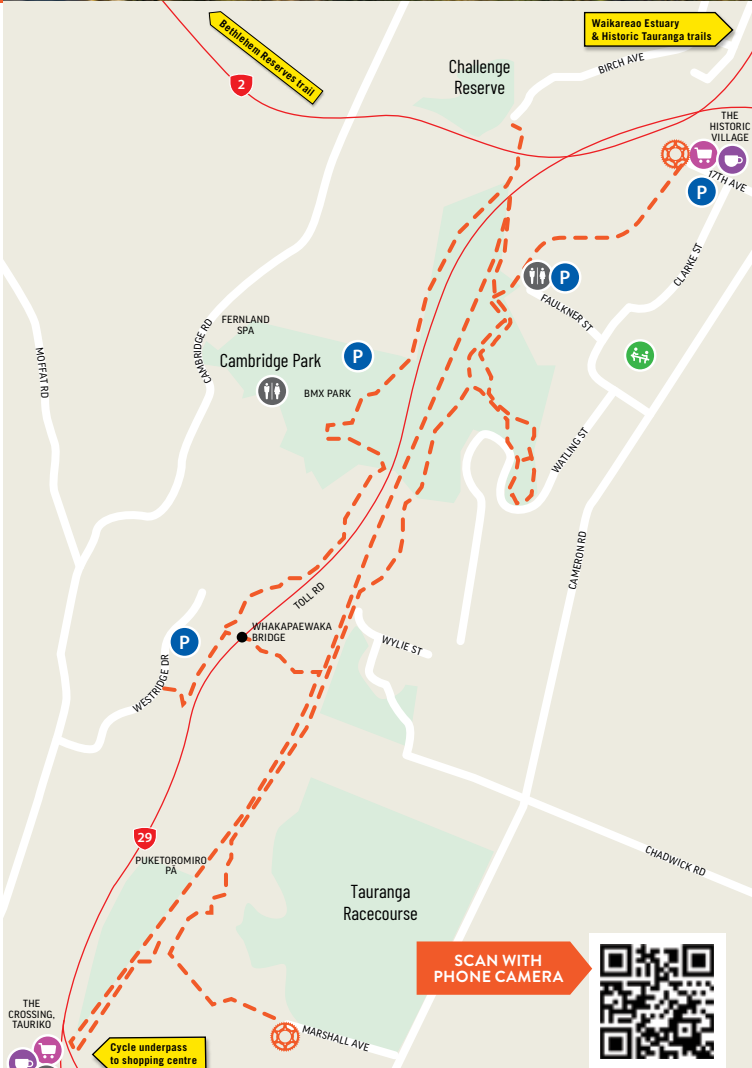 Bethlehem Reserves trail
Waikareao Estuary
& Historic Tauranga trails
2
Challenge
Reserve
BIRCH AVE
THE
HISTORIC
VILLAGE
17TH AVE
P
CLARKE ST
P
FAULKNER ST
MOFFAT RD
CAMBRIDGE RD
FERNLAND
SPA
Cambridge Park
P
BMX PARK
WATLING ST
CAMERON RD
TOLL RD
WHAKAPAEWAKA
BRIDGE
P
WESTRIDGE DR
WYLIE ST
29
PUKETOROMIRO
PĀ
CHADWICK RD
Tauranga
Racecourse
SCAN WITH
PHONE CAMERA
THE
CROSSING,
TAURIKO
MARSHALL AVE
Cycle underpass
to shopping centre